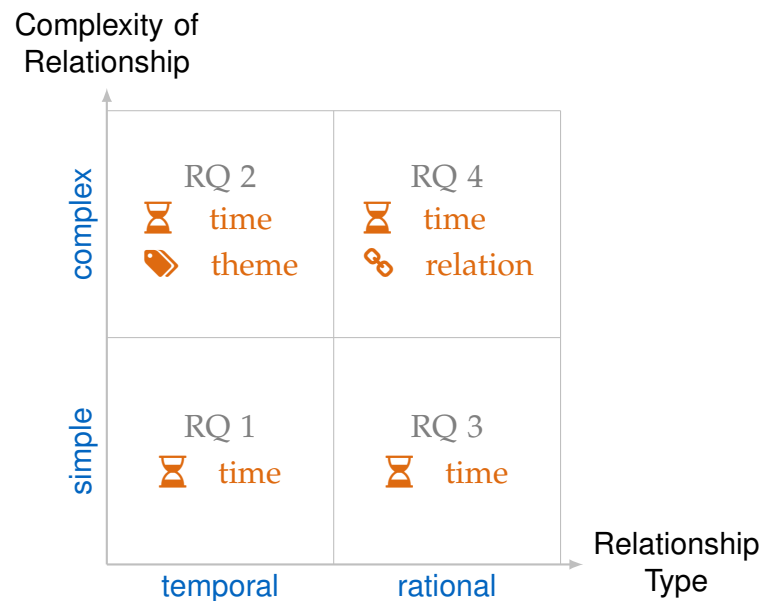 Complexity of
Relationship
complex
RQ 2
time
theme
RQ 4
time
relation
simple
RQ 1
time
RQ 3
time
temporal
rational
Relationship
Type